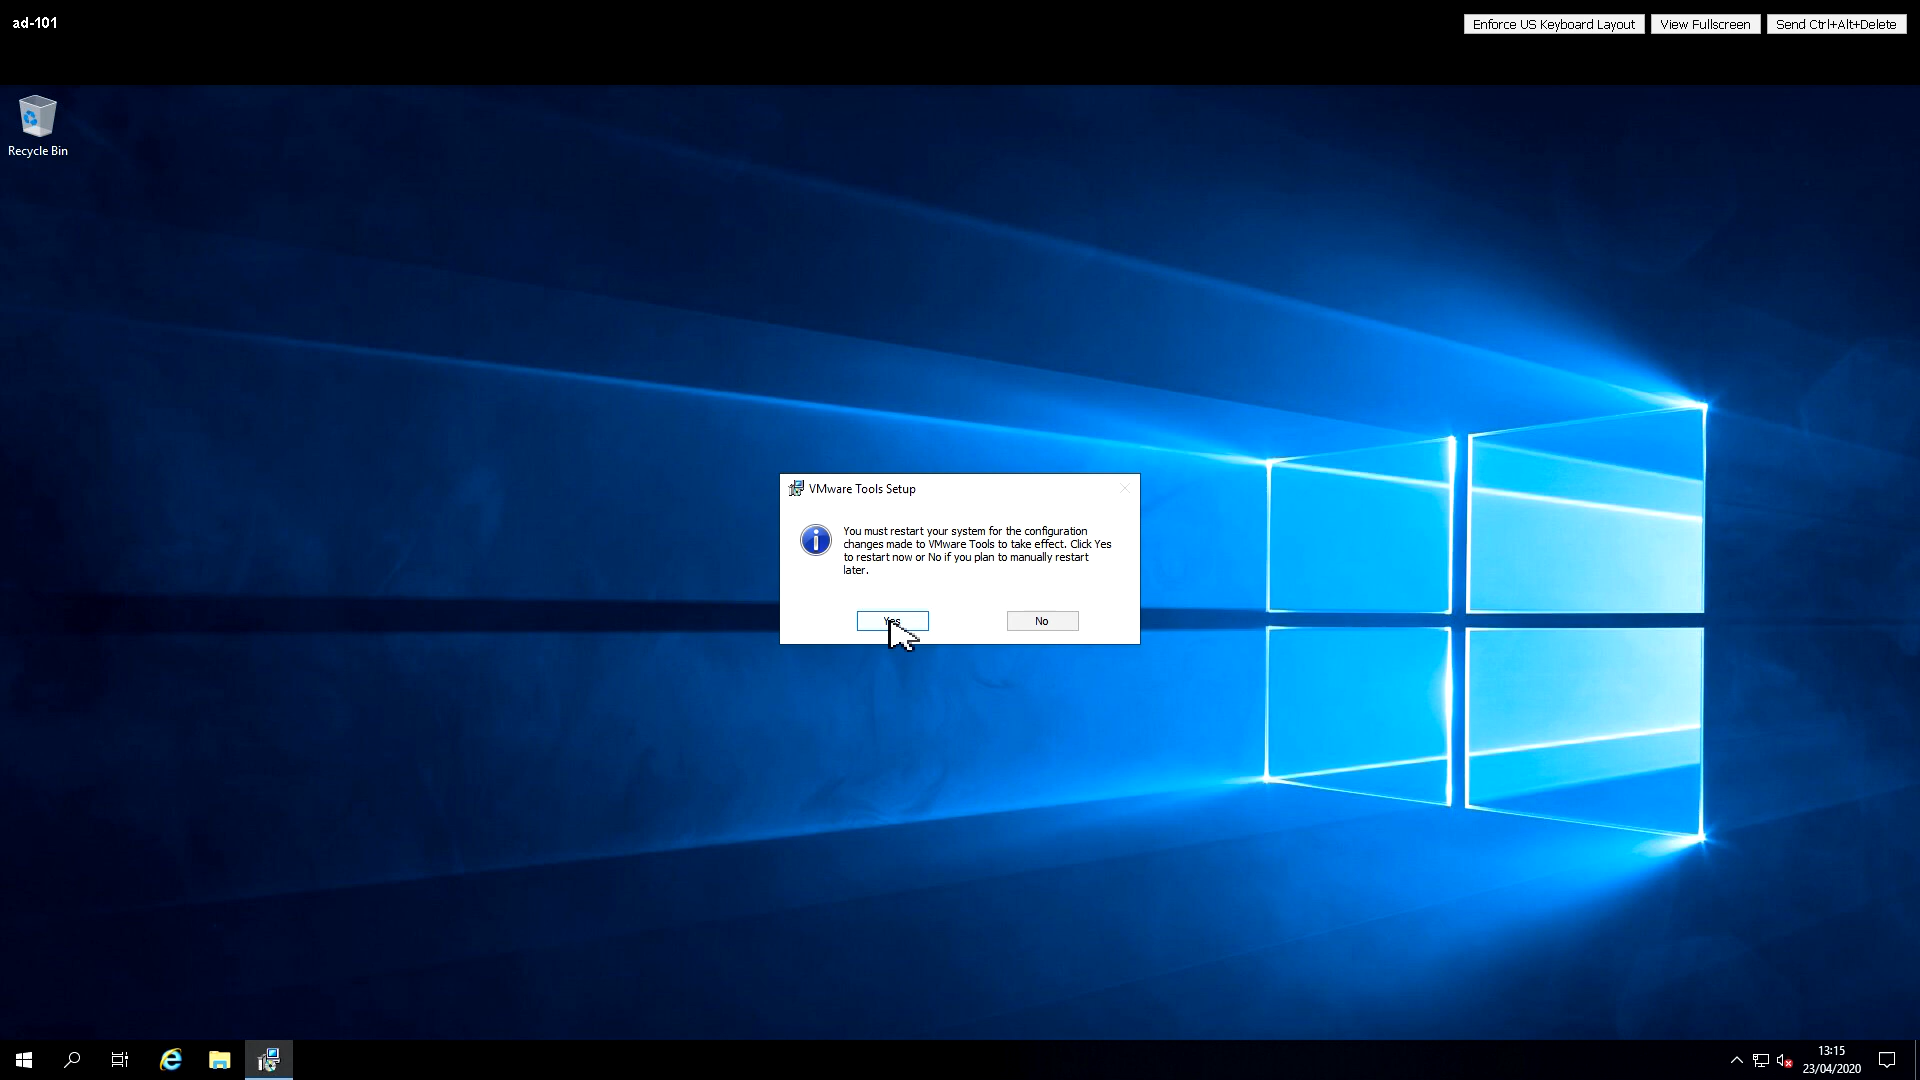 ad-101
Enforce US Keyboard Layout
View Fullscreen
Send Ctrl+Alt+Delete
Recycle Bin
VMware Tools Setup
You must restart your system for the configuration
changes made to VMware Tools to take effect. Click Yes
to restart now or No if you plan to manually restart
later.
Yes
No
13:15
23/04/2020